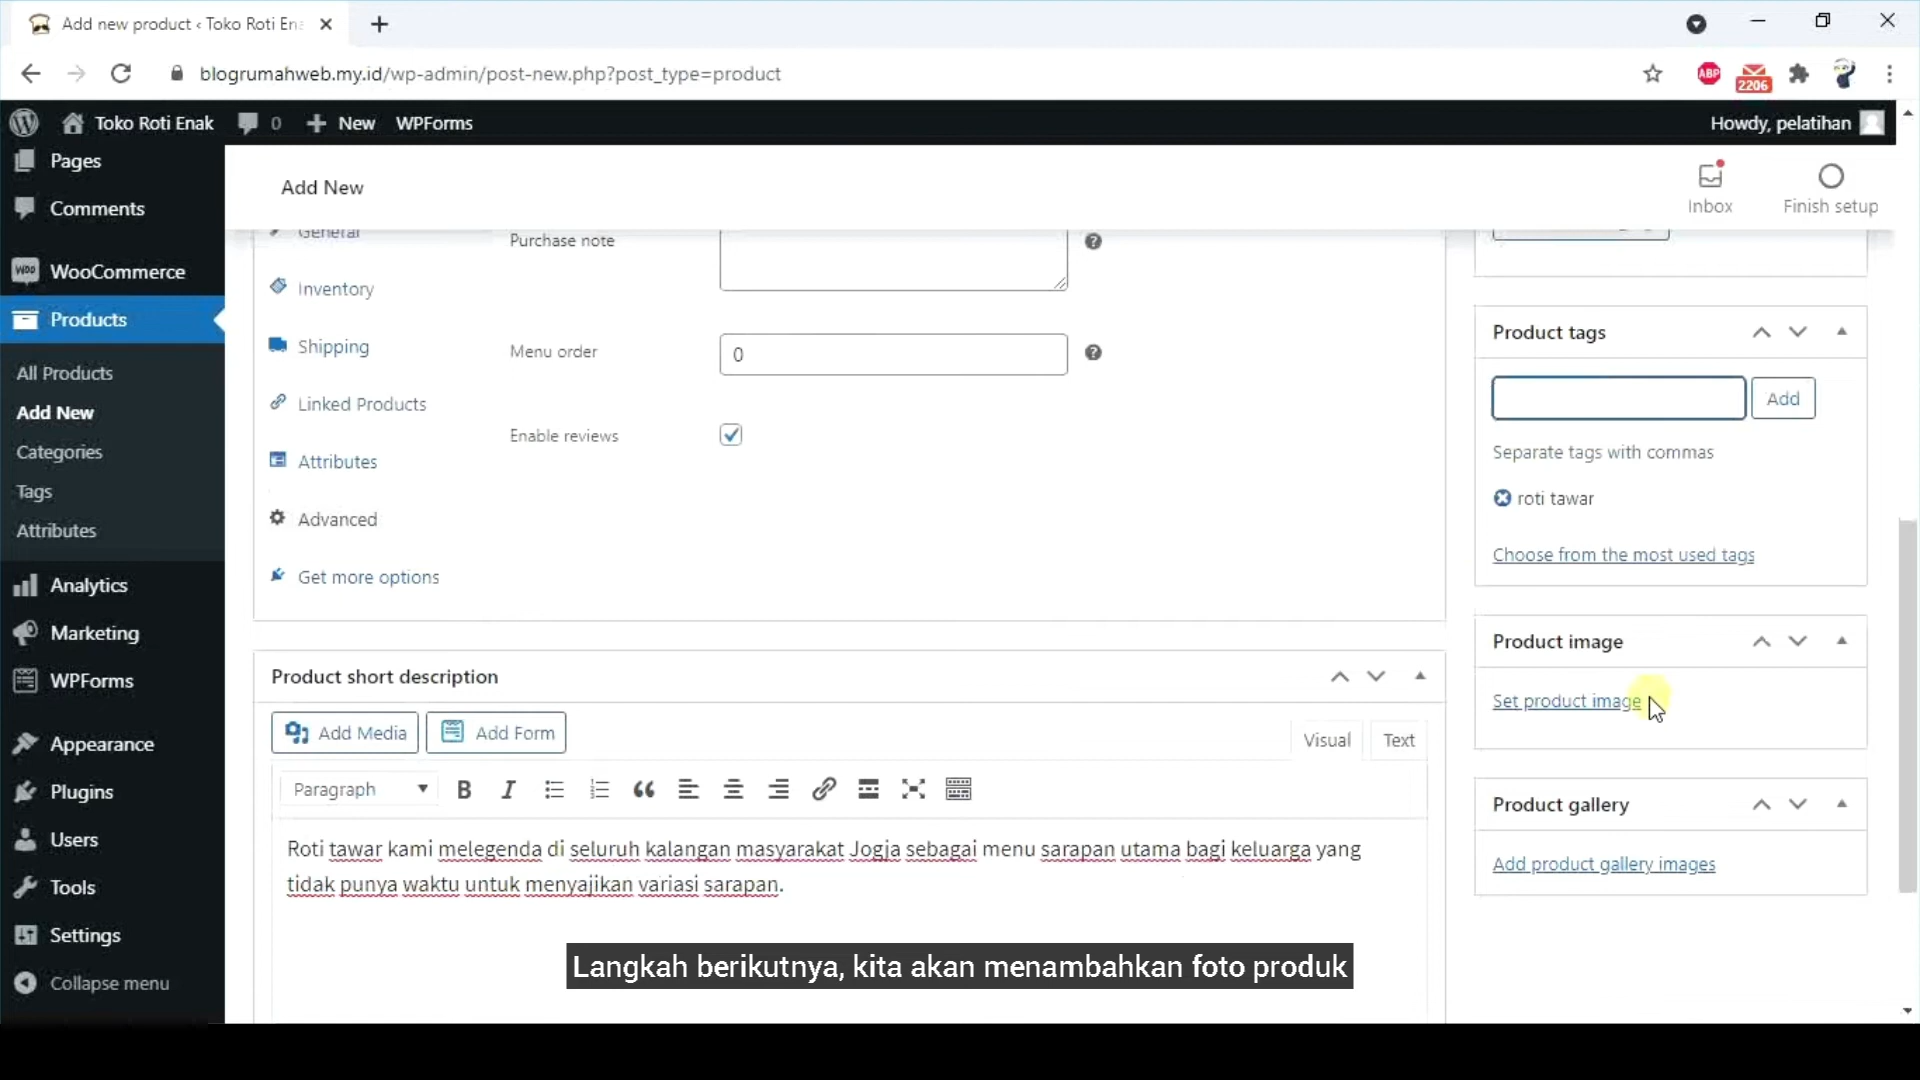 Add new product ‹ Toko Roti En
blogrumahweb.my.id/wp-admin/post-new.php?post_type=product
ABP
2206
Toko Roti Enak
0
New
WPForms
Howdy, pelatihan
Pages
Comments
WooCommerce
Products
All Products
Add New
Categories
Tags
Attributes
Analytics
Marketing
WPForms
Appearance
Plugins
Users
Tools
Settings
Collapse menu
Add New
Inbox
Finish setup
General
Inventory
Shipping
Linked Products
Attributes
Advanced
Get more options
Purchase note
Menu order
0
Enable reviews
Product short description
Add Media
Add Form
Visual
Text
Paragraph
Roti tawar kami melegenda di seluruh kalangan masyarakat Jogja sebagai menu sarapan utama bagi keluarga yang
tidak punya waktu untuk menyajikan variasi sarapan.
Product tags
Add
Separate tags with commas
roti tawar
Choose from the most used tags
Product image
Set product image
Product gallery
Add product gallery images
Langkah berikutnya, kita akan menambahkan foto produk